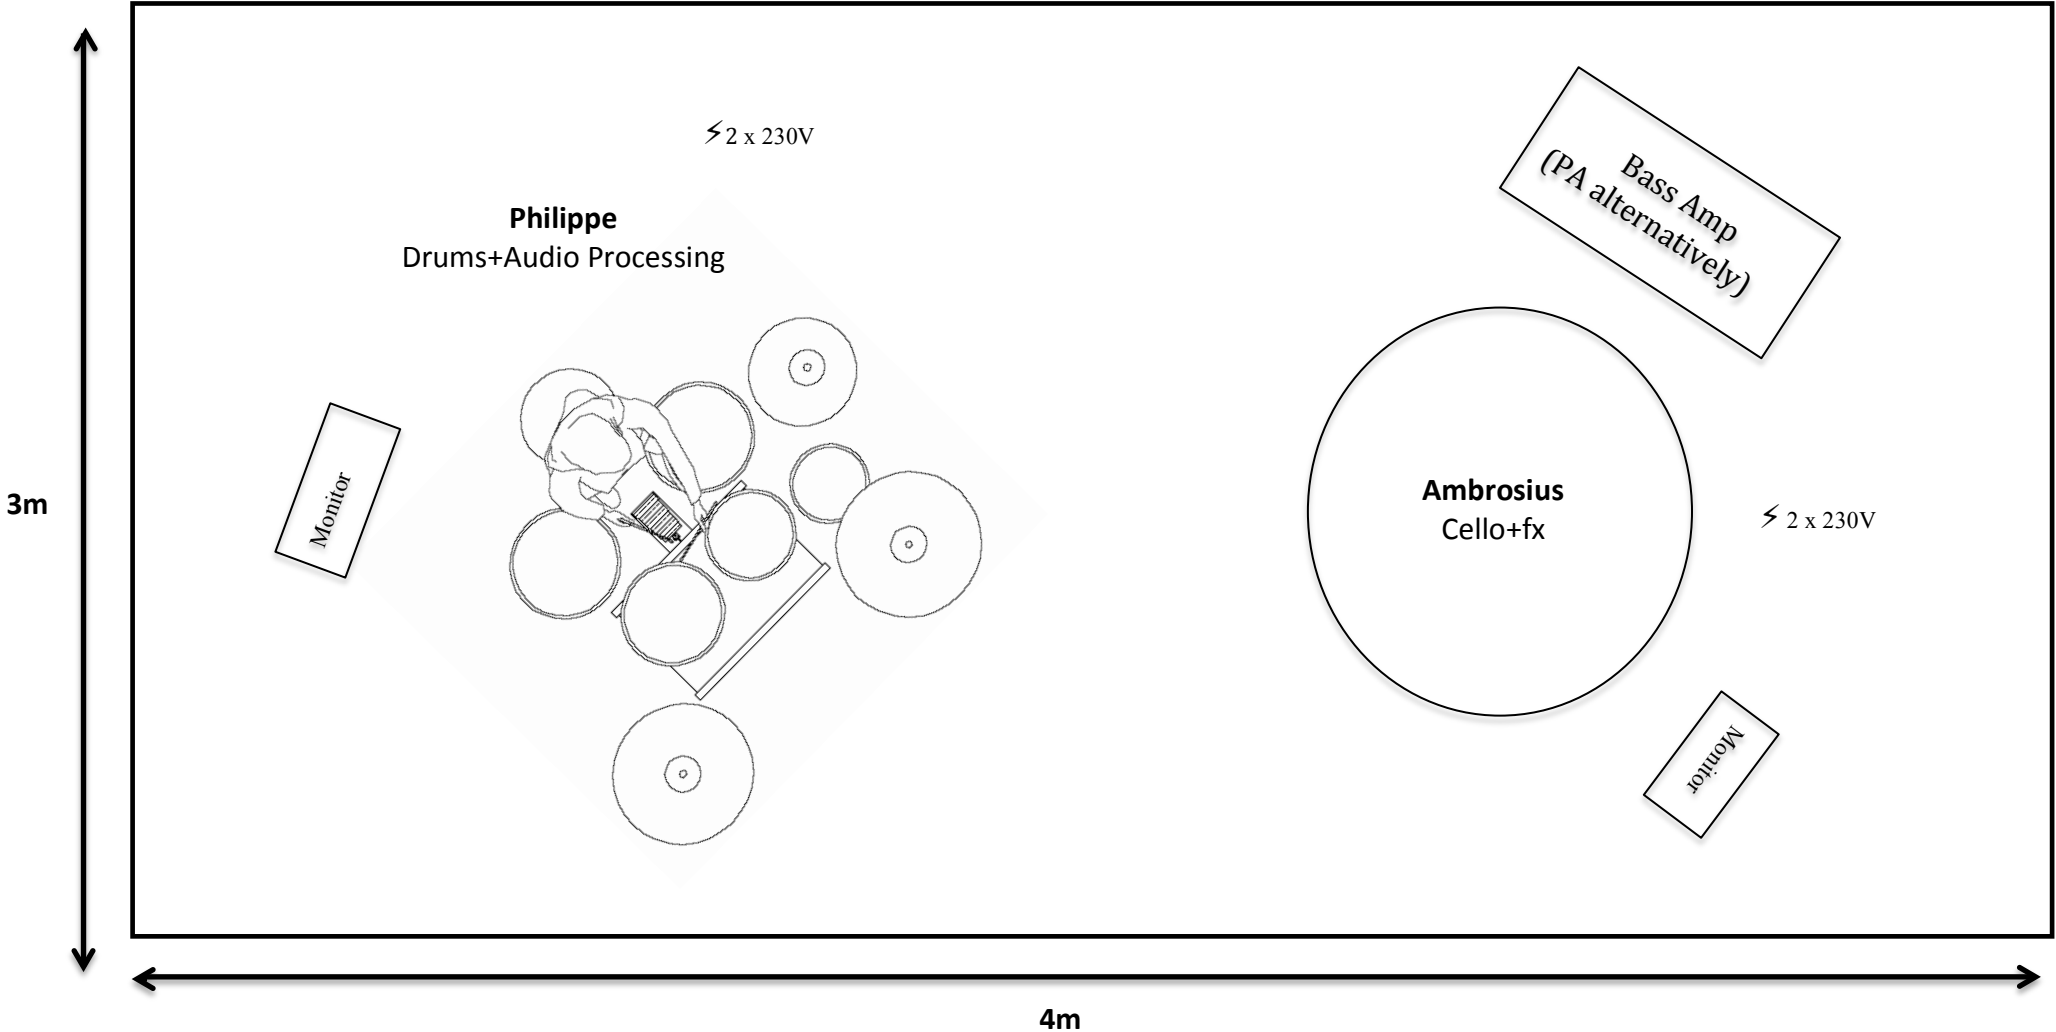 ⚡2 x 230V
Philippe
Drums+Audio Processing
Monitor
3m
Bass Amp
(PA alternatively)
Ambrosius
Cello+fx
⚡ 2 x 230V
Monitor
4m